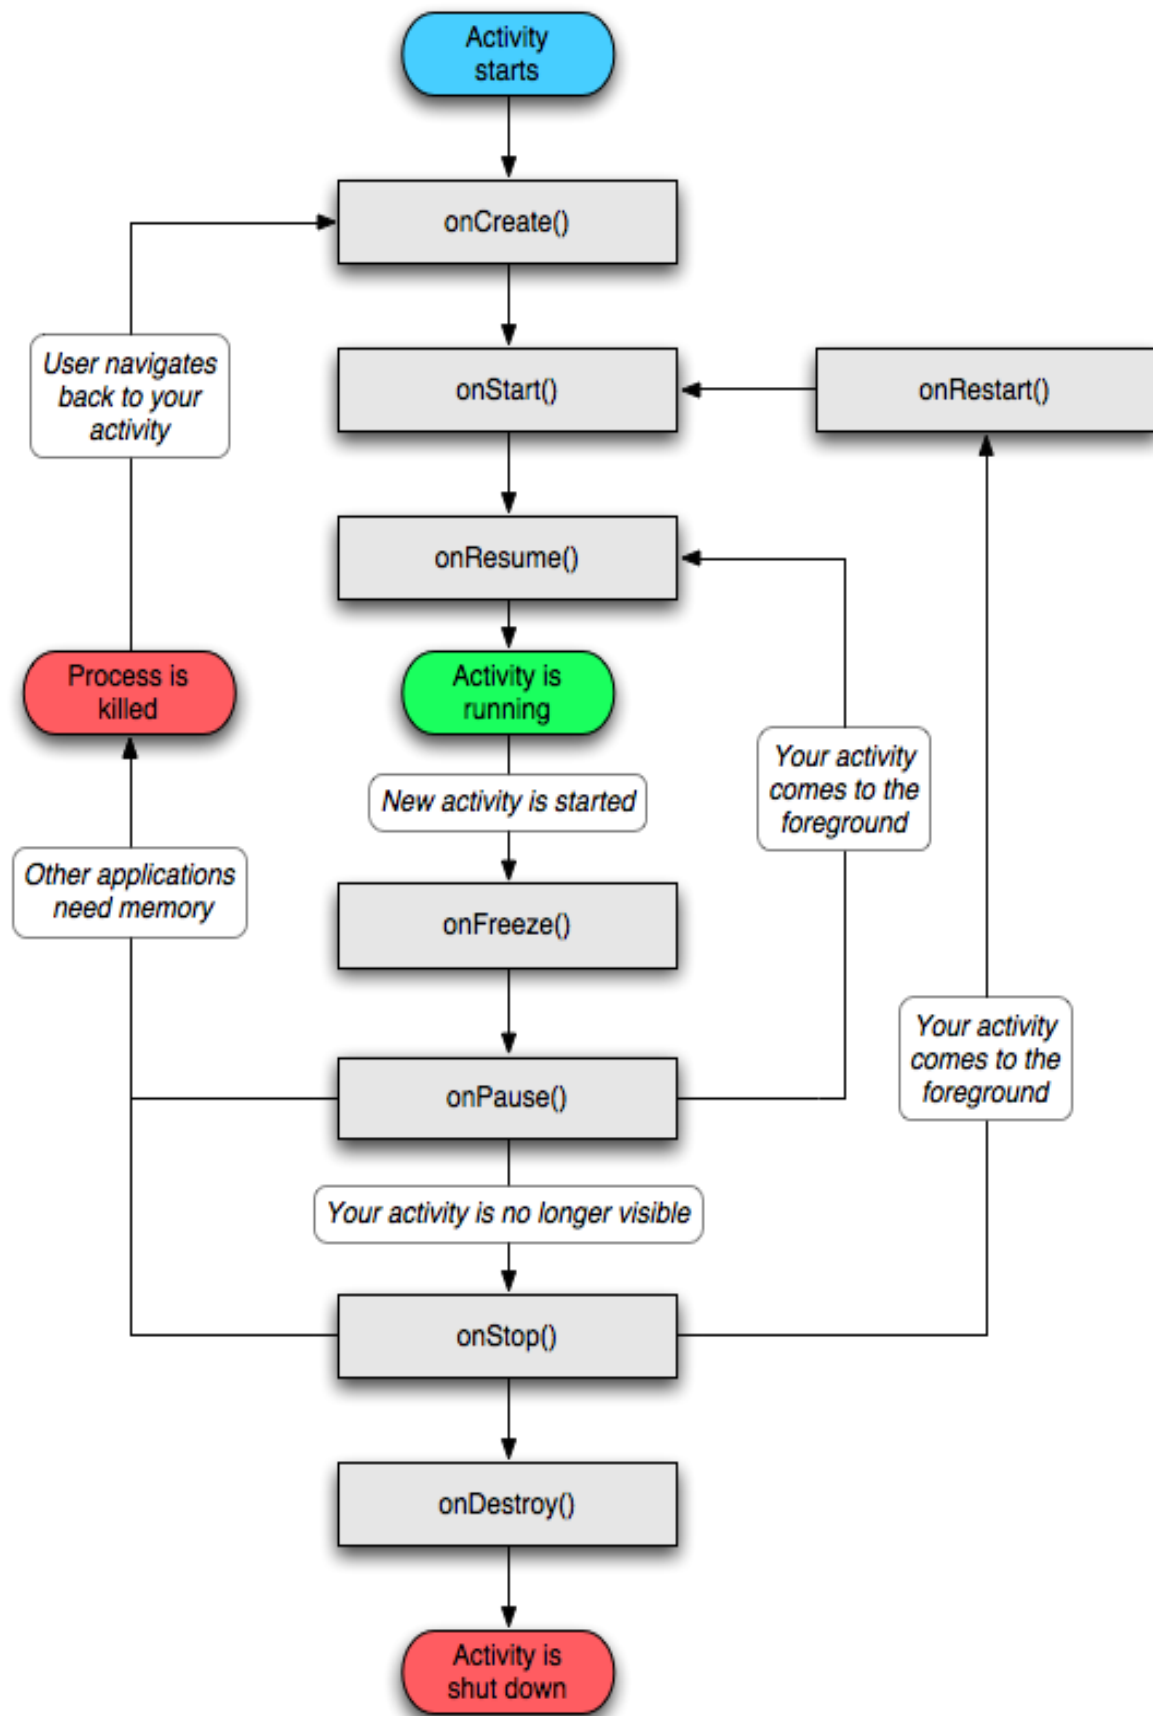 Activity
starts
onCreate()
User navigates
back to your
activity
onStart()
onRestart()
onResume()
Process is
killed
Activity is
running
Your activity
comes to the
foreground
New activity is started
Other applications
need memory
onFreeze()
Your activity
comes to the
foreground
onPause()
Your activity is no longer visible
onStop()
onDestroy()
Activity is
shut down